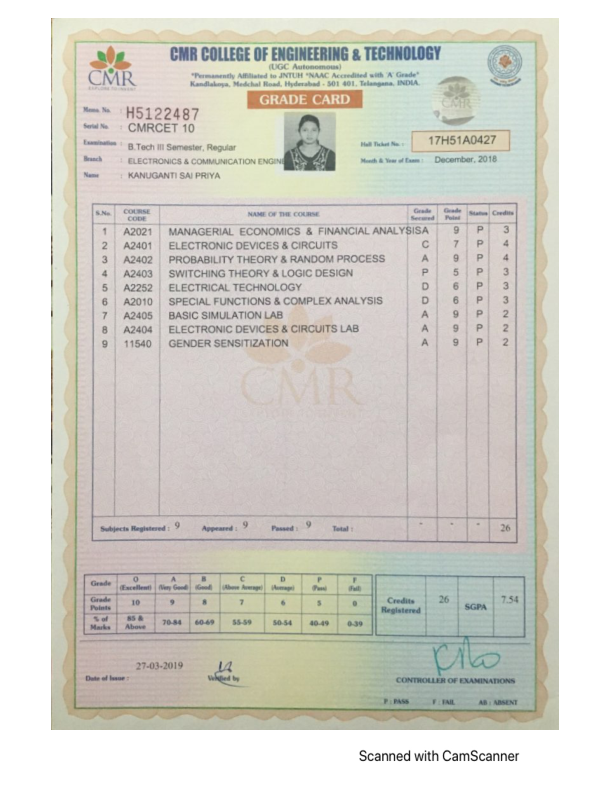 CMR COLLEGE OF ENGINEERING & TECHNOLOGY
(UGC Autonomous)
*Permanently Affiliated to JNTUH *NAAC Accredited with 'A' Grade*
Kandlakoya, Medchal Road, Hyderabad - 501 401, Telangana, INDIA.
CMR
EXPLORE TO INVENT
GRADE CARD
CMR
Memo. No. : H5122487
Serial No. : CMRCET 10
Examination : B.Tech III Semester, Regular
Hall Ticket No. : 17H51A0427
Branch : ELECTRONICS & COMMUNICATION ENGIN
Month & Year of Exam : December, 2018
Name : KANUGANTI SAI PRIYA
S.No. COURSE CODE NAME OF THE COURSE Grade Secured Grade Point Status Credits
1 A2021 MANAGERIAL ECONOMICS & FINANCIAL ANALYSIS A 9 P 3
2 A2401 ELECTRONIC DEVICES & CIRCUITS C 7 P 4
3 A2402 PROBABILITY THEORY & RANDOM PROCESS A 9 P 4
4 A2403 SWITCHING THEORY & LOGIC DESIGN P 5 P 3
5 A2252 ELECTRICAL TECHNOLOGY D 6 P 3
6 A2010 SPECIAL FUNCTIONS & COMPLEX ANALYSIS D 6 P 3
7 A2405 BASIC SIMULATION LAB A 9 P 2
8 A2404 ELECTRONIC DEVICES & CIRCUITS LAB A 9 P 2
9 11540 GENDER SENSITIZATION A 9 P 2
CMR
Subjects Registered : 9 Appeared : 9 Passed : 9 Total : - - - 26
Grade O (Excellent) A (Very Good) B (Good) C (Above Average) D (Average) P (Pass) F (Fail)
Grade Points 10 9 8 7 6 5 0
% of Marks 85 & Above 70-84 60-69 55-59 50-54 40-49 0-39
Credits Registered 26 SGPA 7.54
27-03-2019
Date of Issue :
Verified by
CONTROLLER OF EXAMINATIONS
P : PASS F : FAIL AB : ABSENT
Scanned with CamScanner